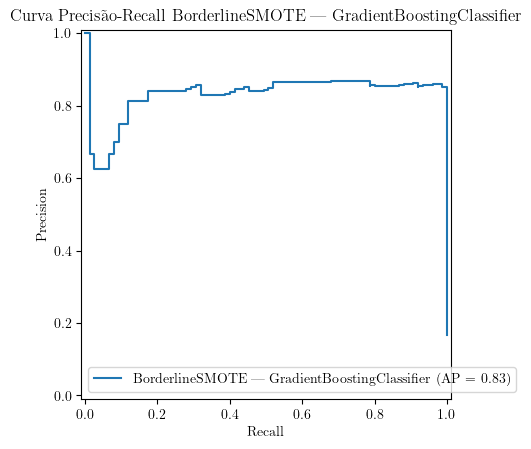 Curva Precisão-Recall BorderlineSMOTE — GradientBoostingClassifier
1.0
0.8
0.6
0.4
0.2
0.0
Precision
BorderlineSMOTE — GradientBoostingClassifier (AP = 0.83)
0.0 0.2 0.4 0.6 0.8 1.0
Recall